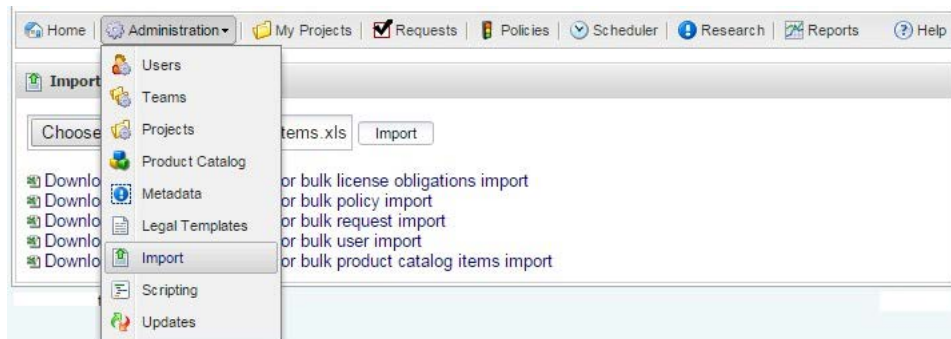 Home | Administration | My Projects | Requests | Policies | Scheduler | Research | Reports Help
Users
Import
Teams
Choose Projects tems.xls Import
Product Catalog
Downlo or bulk license obligations import
Metadata
Downlo or bulk policy import
Downlo Legal Templates or bulk request import
Downlo or bulk user import
Downlo Import or bulk product catalog items import
Scripting
Updates